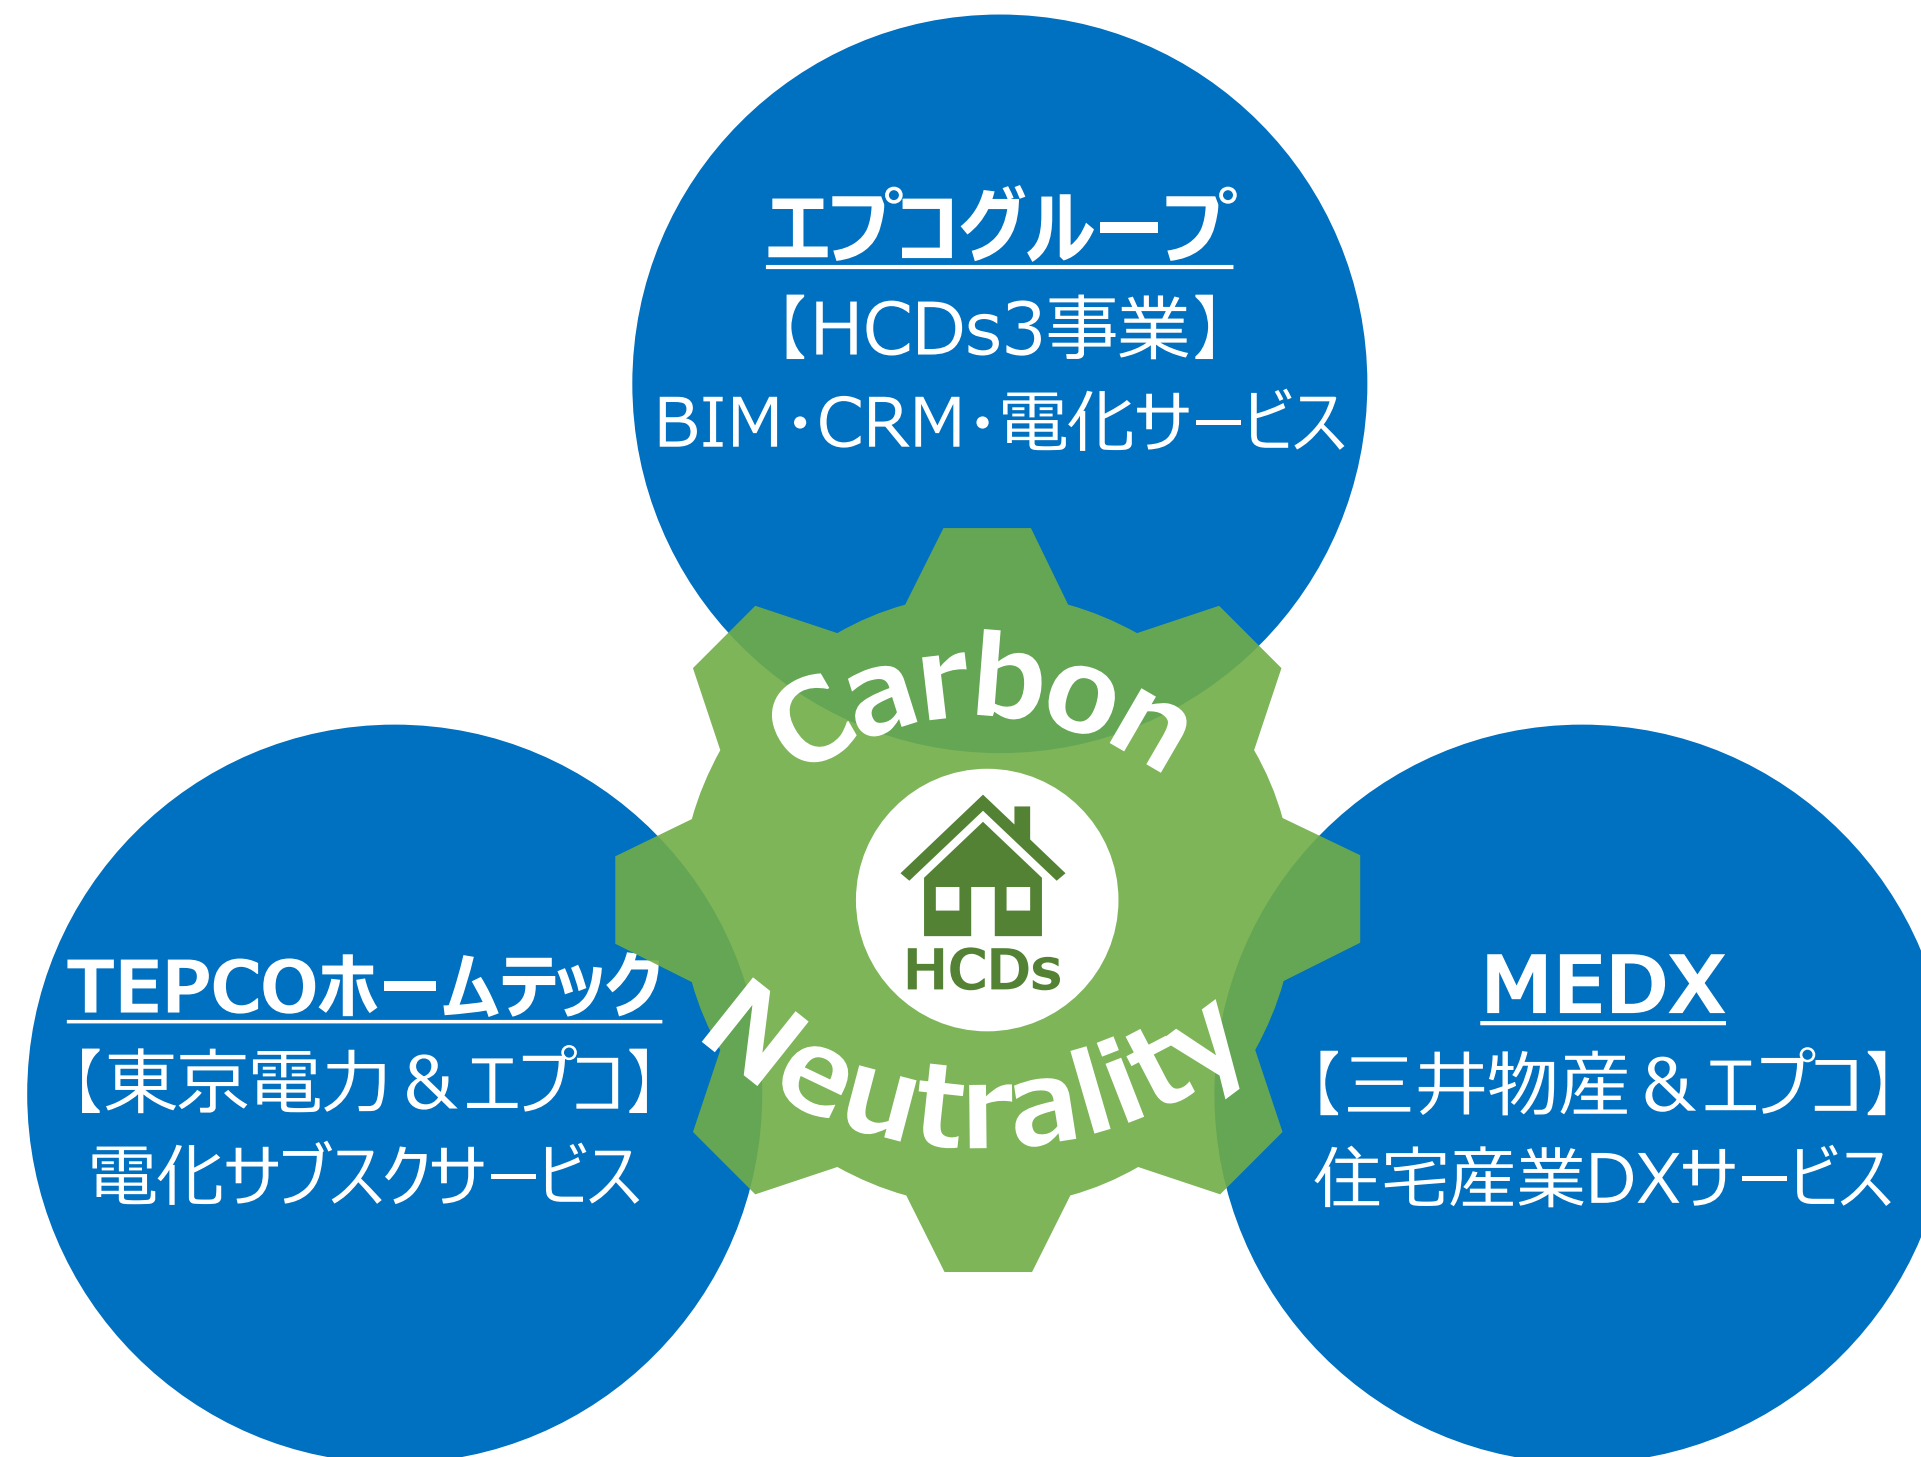 エプコグループ
【HCDs3事業】
BIM・CRM・電化サービス
Carbon
HCDs
Neutrality
TEPCOホームテック
【東京電力＆エプコ】
電化サブスクサービス
MEDX
【三井物産＆エプコ】
住宅産業DXサービス